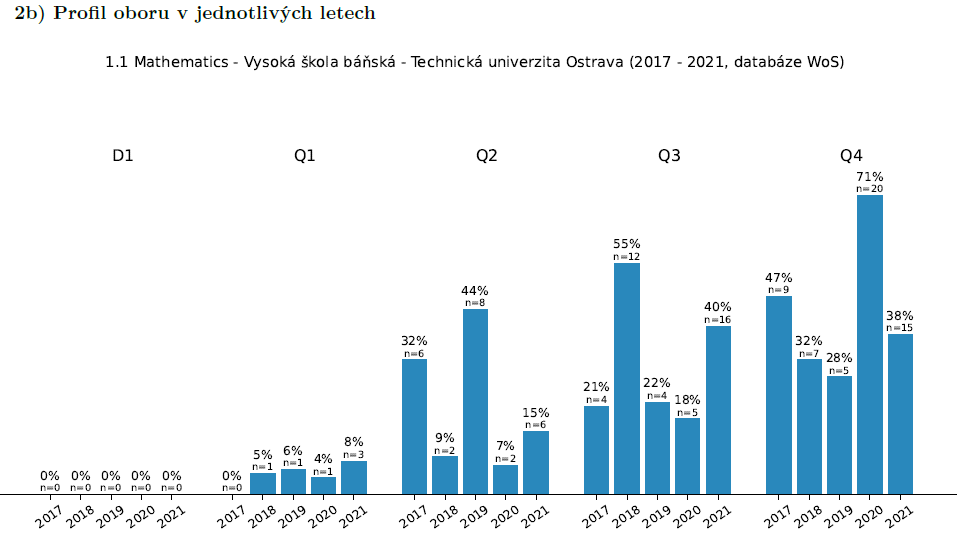 2b) Profil oboru v jednotlivých letech
1.1 Mathematics - Vysoká škola báňská - Technická univerzita Ostrava (2017 - 2021, databáze WoS)
D1 Q1 Q2 Q3 Q4
0% 0% 0% 0% 0% 0% 5% 6% 4% 8% 32% 9% 44% 7% 15% 21% 55% 22% 18% 40% 47% 32% 28% 71% 38%
n=0 n=0 n=0 n=0 n=0 n=0 n=1 n=1 n=1 n=3 n=6 n=2 n=8 n=2 n=6 n=4 n=12 n=4 n=5 n=16 n=9 n=7 n=5 n=20 n=15
2017 2018 2019 2020 2021 2017 2018 2019 2020 2021 2017 2018 2019 2020 2021 2017 2018 2019 2020 2021 2017 2018 2019 2020 2021